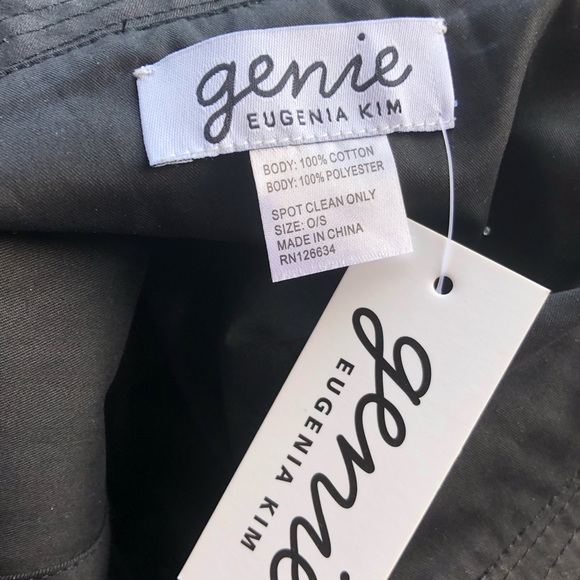 genie
EUGENIA KIM
BODY: 100% COTTON
BODY: 100% POLYESTER
SPOT CLEAN ONLY
SIZE: O/S
MADE IN CHINA
RN126634
genie
EUGENIA KIM